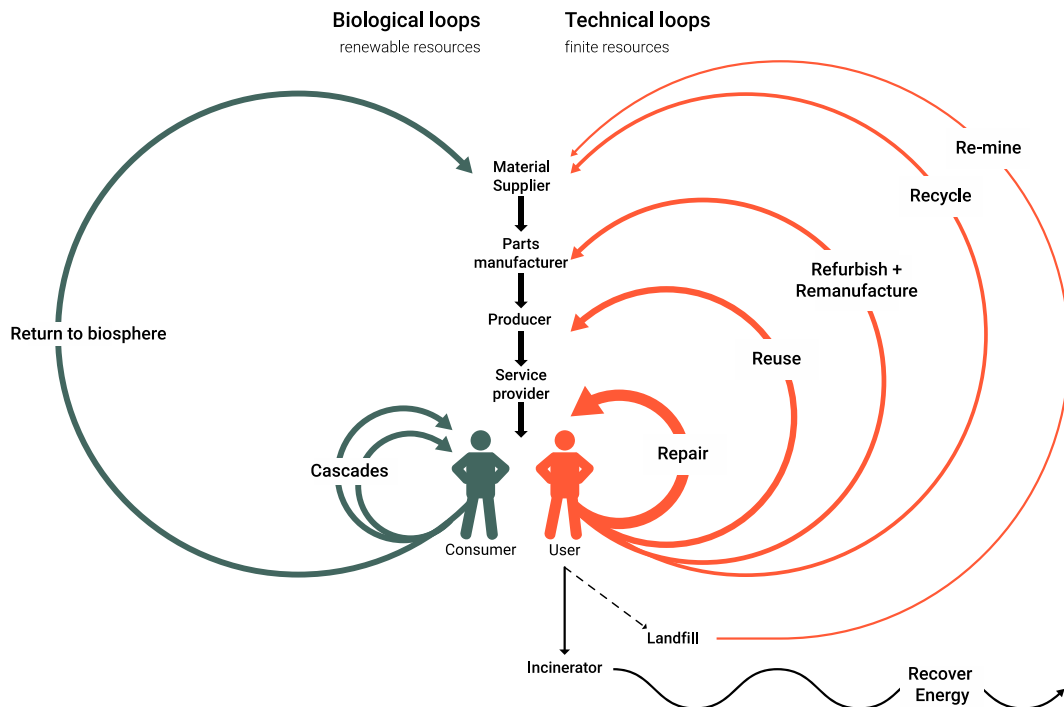 Biological loops
renewable resources
Technical loops
finite resources
Re-mine
Material
Supplier
Recycle
Parts
manufacturer
Refurbish +
Remanufacture
Producer
Return to biosphere
Reuse
Service
provider
Repair
Cascades
Consumer
User
Landfill
Incinerator
Recover
Energy